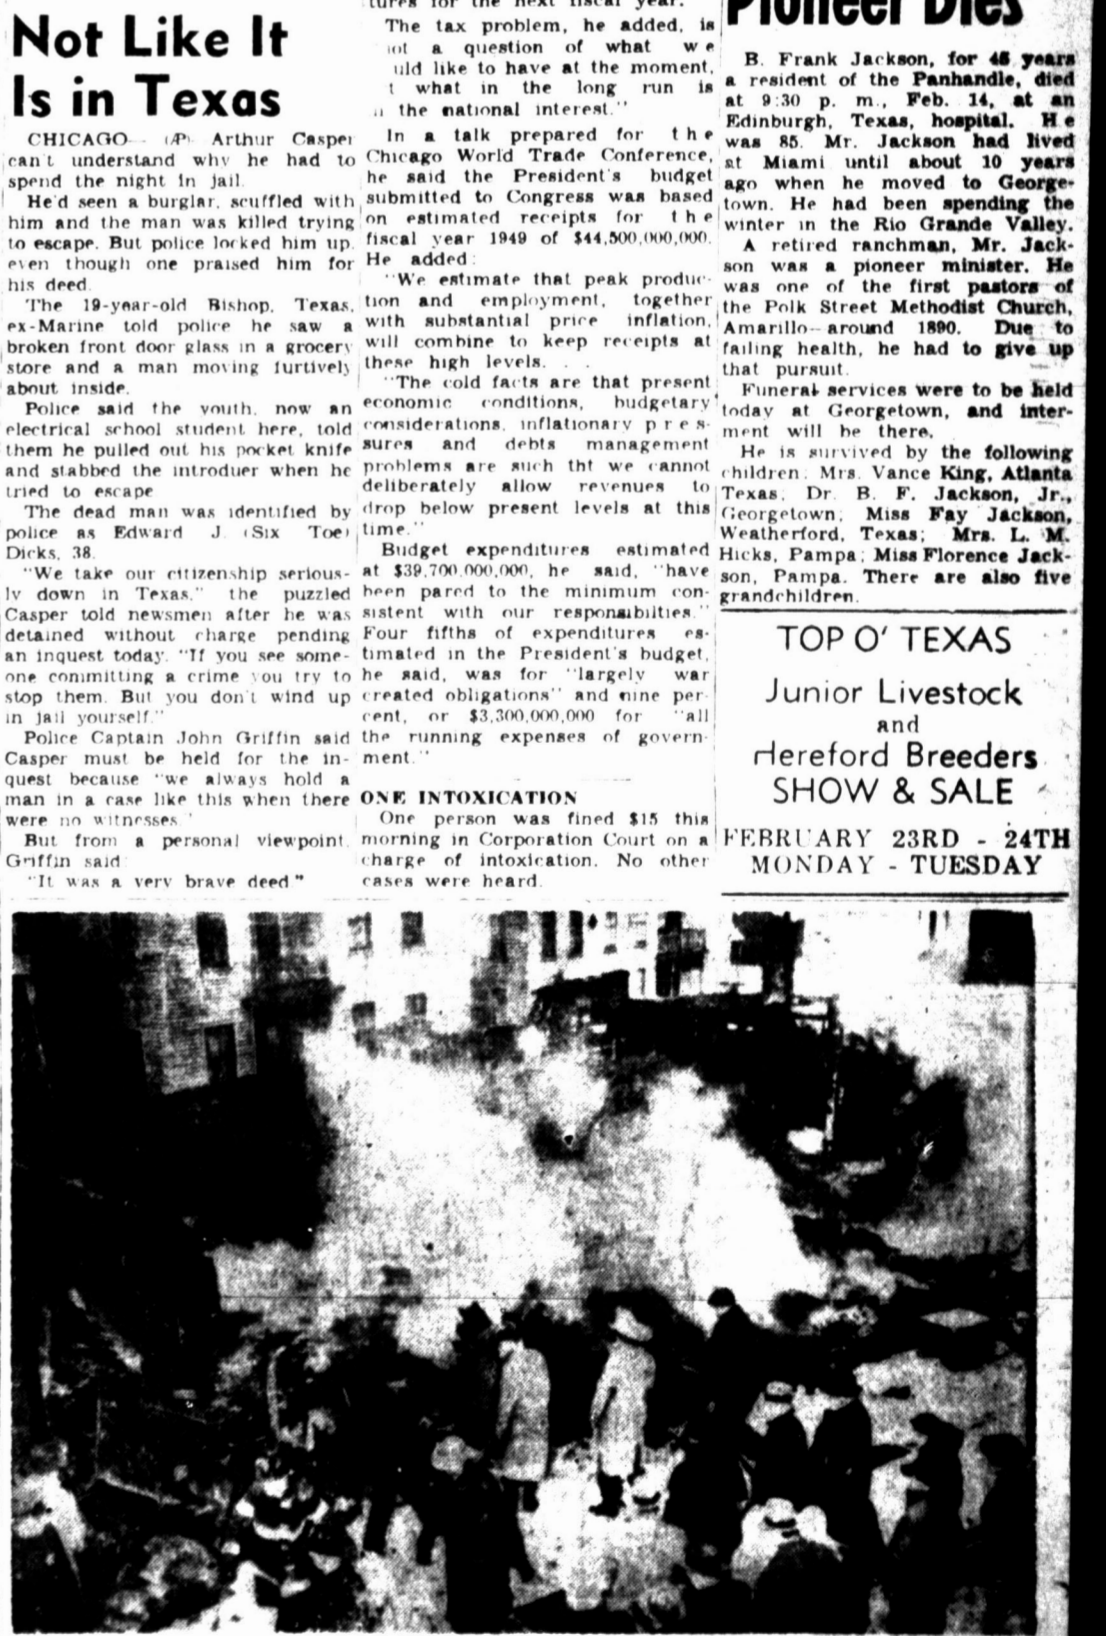 Not Like It
Is in Texas
CHICAGO— (AP) Arthur Casper
can't understand why he had to
spend the night in jail.
He'd seen a burglar, scuffled with
him and the man was killed trying
to escape. But police locked him up
even though one praised him for
his deed.
The 19-year-old Bishop, Texas,
ex-Marine told police he saw a
broken front door glass in a grocery
store and a man moving furtively
about inside.
Police said the youth, now an
electrical school student here, told
them he pulled out his pocket knife
and stabbed the introduer when he
tried to escape
The dead man was identified by
police as Edward J. (Six Toe)
Dicks, 38.
"We take our citizenship serious-
ly down in Texas," the puzzled
Casper told newsmen after he was
detained without charge pending
an inquest today. "If you see some-
one committing a crime you try to
stop them. But you don't wind up
in jail yourself."
Police Captain John Griffin said
Casper must be held for the in-
quest because "we always hold a
man in a case like this when there
were no witnesses."
But from a personal viewpoint,
Griffin said:
"It was a very brave deed"
tures for the next fiscal year.
The tax problem, he added, is
not a question of what we
uld like to have at the moment,
t what in the long run is
the national interest."
In a talk prepared for the
Chicago World Trade Conference,
he said the President's budget
submitted to Congress was based
on estimated receipts for the
fiscal year 1949 of $44,500,000,000.
He added:
"We estimate that peak produc-
tion and employment, together
with substantial price inflation,
will combine to keep receipts at
these high levels. . .
"The cold facts are that present
economic conditions, budgetary
considerations, inflationary pres-
sures and debts management
problems are such tht we cannot
deliberately allow revenues to
drop below present levels at this
time."
Budget expenditures estimated
at $39,700,000,000, he said, "have
been pared to the minimum con-
sistent with our responsibilties."
Four fifths of expenditures es-
timated in the President's budget,
he said, was for "largely war
created obligations" and nine per
cent, or $3,300,000,000 for "all
the running expenses of govern-
ment."
ONE INTOXICATION
One person was fined $15 this
morning in Corporation Court on a
charge of intoxication. No other
cases were heard.
Pioneer Dies
B. Frank Jackson, for 45 years
a resident of the Panhandle, died
at 9:30 p. m., Feb. 14, at an
Edinburgh, Texas, hospital. He
was 85. Mr. Jackson had lived
at Miami until about 10 years
ago when he moved to George-
town. He had been spending the
winter in the Rio Grande Valley.
A retired ranchman, Mr. Jack-
son was a pioneer minister. He
was one of the first pastors of
the Polk Street Methodist Church,
Amarillo—around 1890. Due to
failing health, he had to give up
that pursuit.
Funeral services were to be held
today at Georgetown, and inter-
ment will be there.
He is survived by the following
children: Mrs. Vance King, Atlanta
Texas; Dr. B. F. Jackson, Jr.,
Georgetown; Miss Fay Jackson,
Weatherford, Texas; Mrs. L. M.
Hicks, Pampa; Miss Florence Jack-
son, Pampa. There are also five
grandchildren.
TOP O' TEXAS
Junior Livestock
and
Hereford Breeders
SHOW & SALE
FEBRUARY 23RD - 24TH
MONDAY - TUESDAY